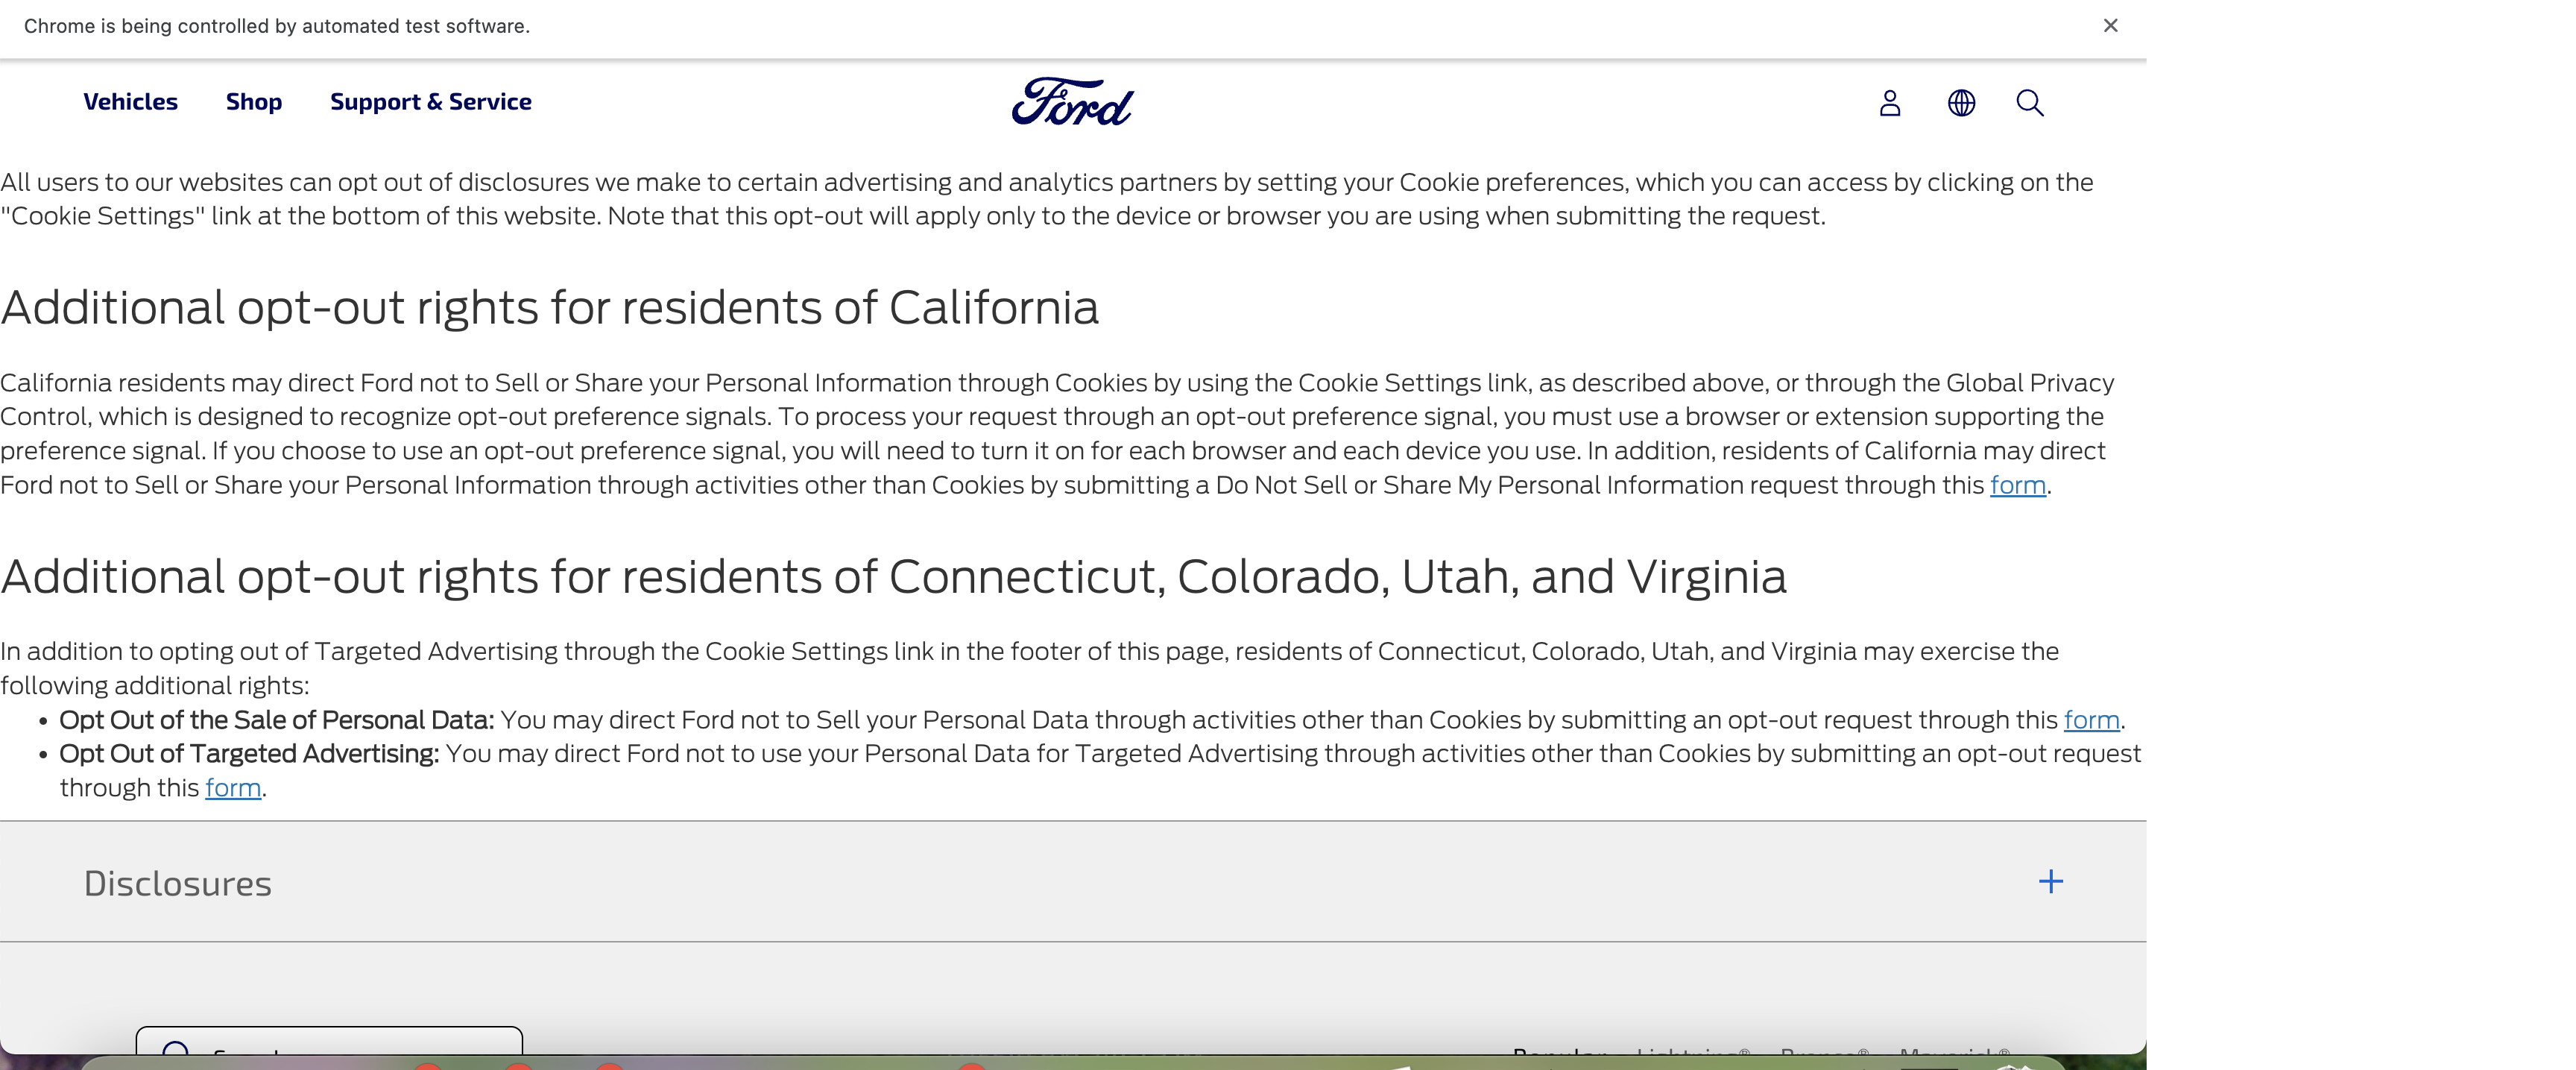 Chrome is being controlled by automated test software.
Vehicles Shop Support & Service Ford
All users to our websites can opt out of disclosures we make to certain advertising and analytics partners by setting your Cookie preferences, which you can access by clicking on the
"Cookie Settings" link at the bottom of this website. Note that this opt-out will apply only to the device or browser you are using when submitting the request.
Additional opt-out rights for residents of California
California residents may direct Ford not to Sell or Share your Personal Information through Cookies by using the Cookie Settings link, as described above, or through the Global Privacy
Control, which is designed to recognize opt-out preference signals. To process your request through an opt-out preference signal, you must use a browser or extension supporting the
preference signal. If you choose to use an opt-out preference signal, you will need to turn it on for each browser and each device you use. In addition, residents of California may direct
Ford not to Sell or Share your Personal Information through activities other than Cookies by submitting a Do Not Sell or Share My Personal Information request through this form.
Additional opt-out rights for residents of Connecticut, Colorado, Utah, and Virginia
In addition to opting out of Targeted Advertising through the Cookie Settings link in the footer of this page, residents of Connecticut, Colorado, Utah, and Virginia may exercise the
following additional rights:
• Opt Out of the Sale of Personal Data: You may direct Ford not to Sell your Personal Data through activities other than Cookies by submitting an opt-out request through this form.
• Opt Out of Targeted Advertising: You may direct Ford not to use your Personal Data for Targeted Advertising through activities other than Cookies by submitting an opt-out request
through this form.
Disclosures